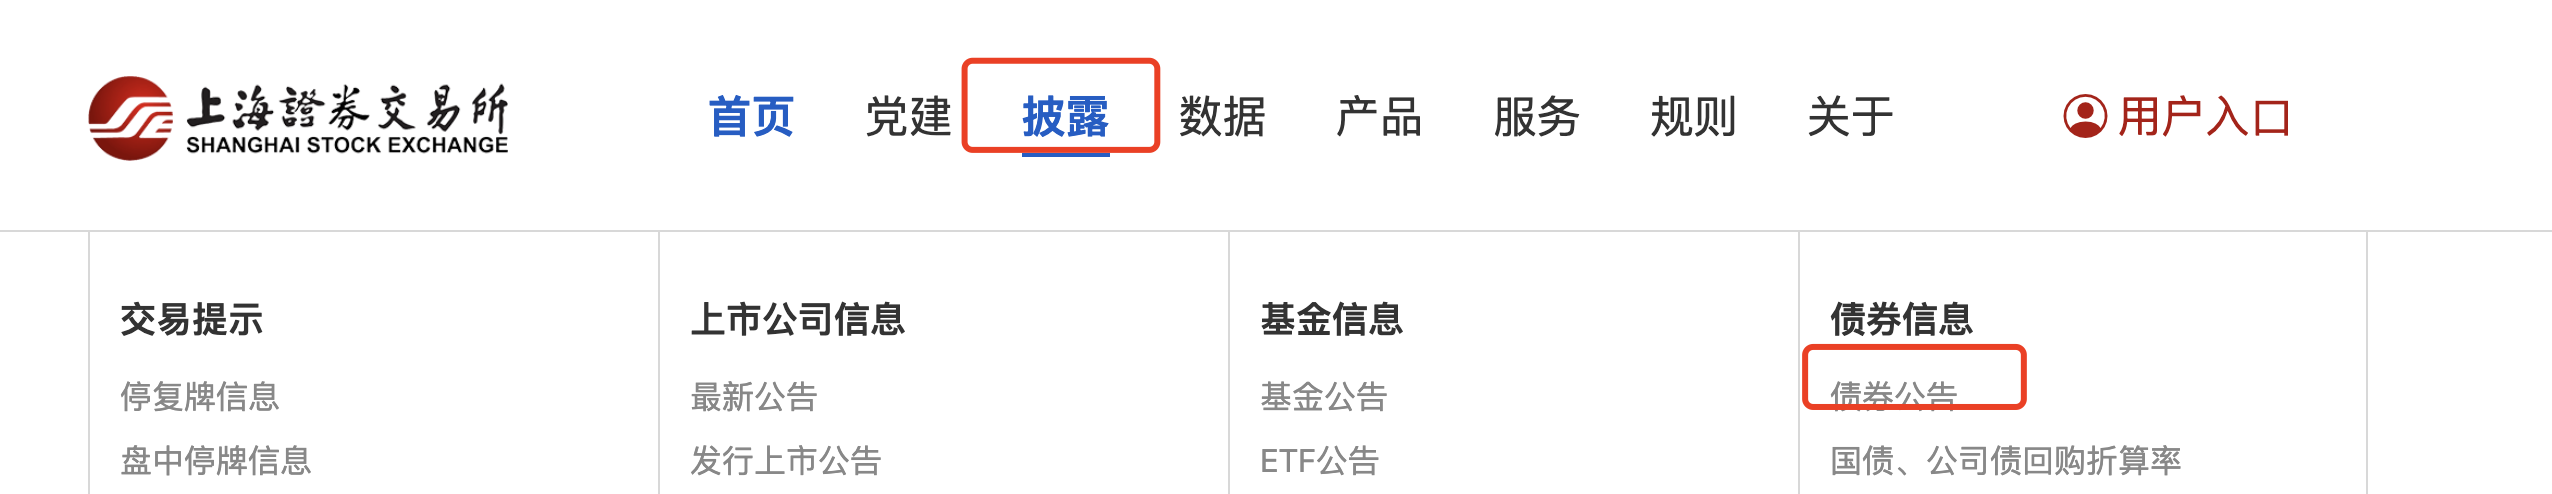 上海證券交易所
SHANGHAI STOCK EXCHANGE
首页 党建 披露 数据 产品 服务 规则 关于 用户入口
交易提示 上市公司信息 基金信息 债券信息
停复牌信息 最新公告 基金公告 债券公告
盘中停牌信息 发行上市公告 ETF公告 国债、公司债回购折算率